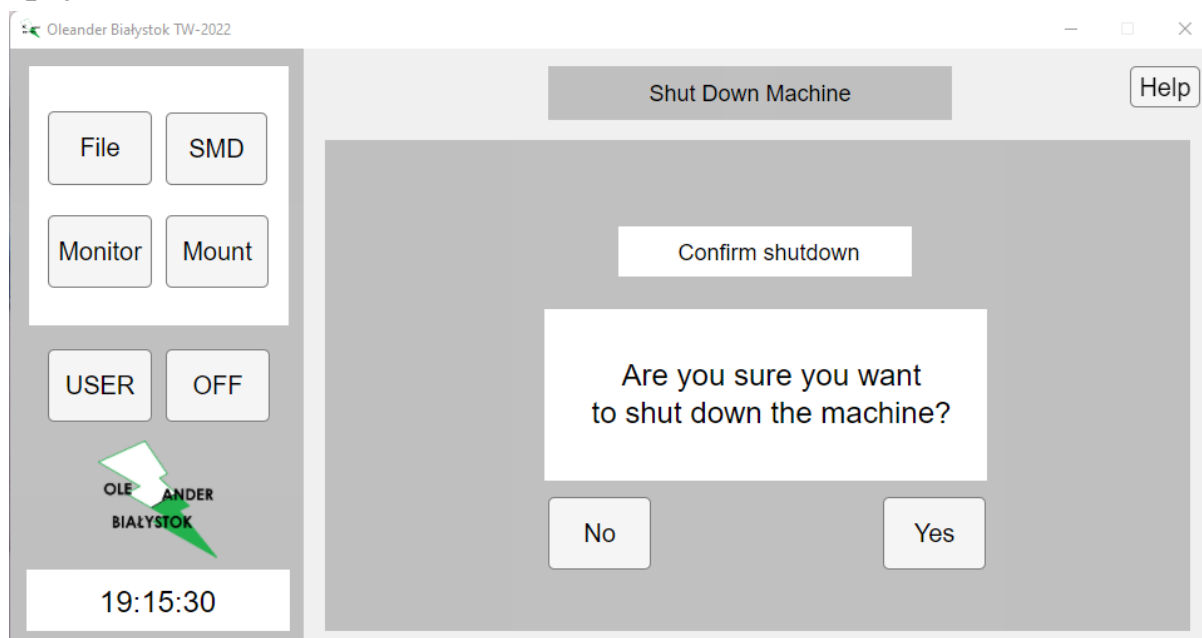 Oleander Białystok TW-2022
Shut Down Machine
Help
File
SMD
Monitor
Mount
USER
OFF
OLE ANDER
BIAŁYSTOK
19:15:30
Confirm shutdown
Are you sure you want
to shut down the machine?
No
Yes